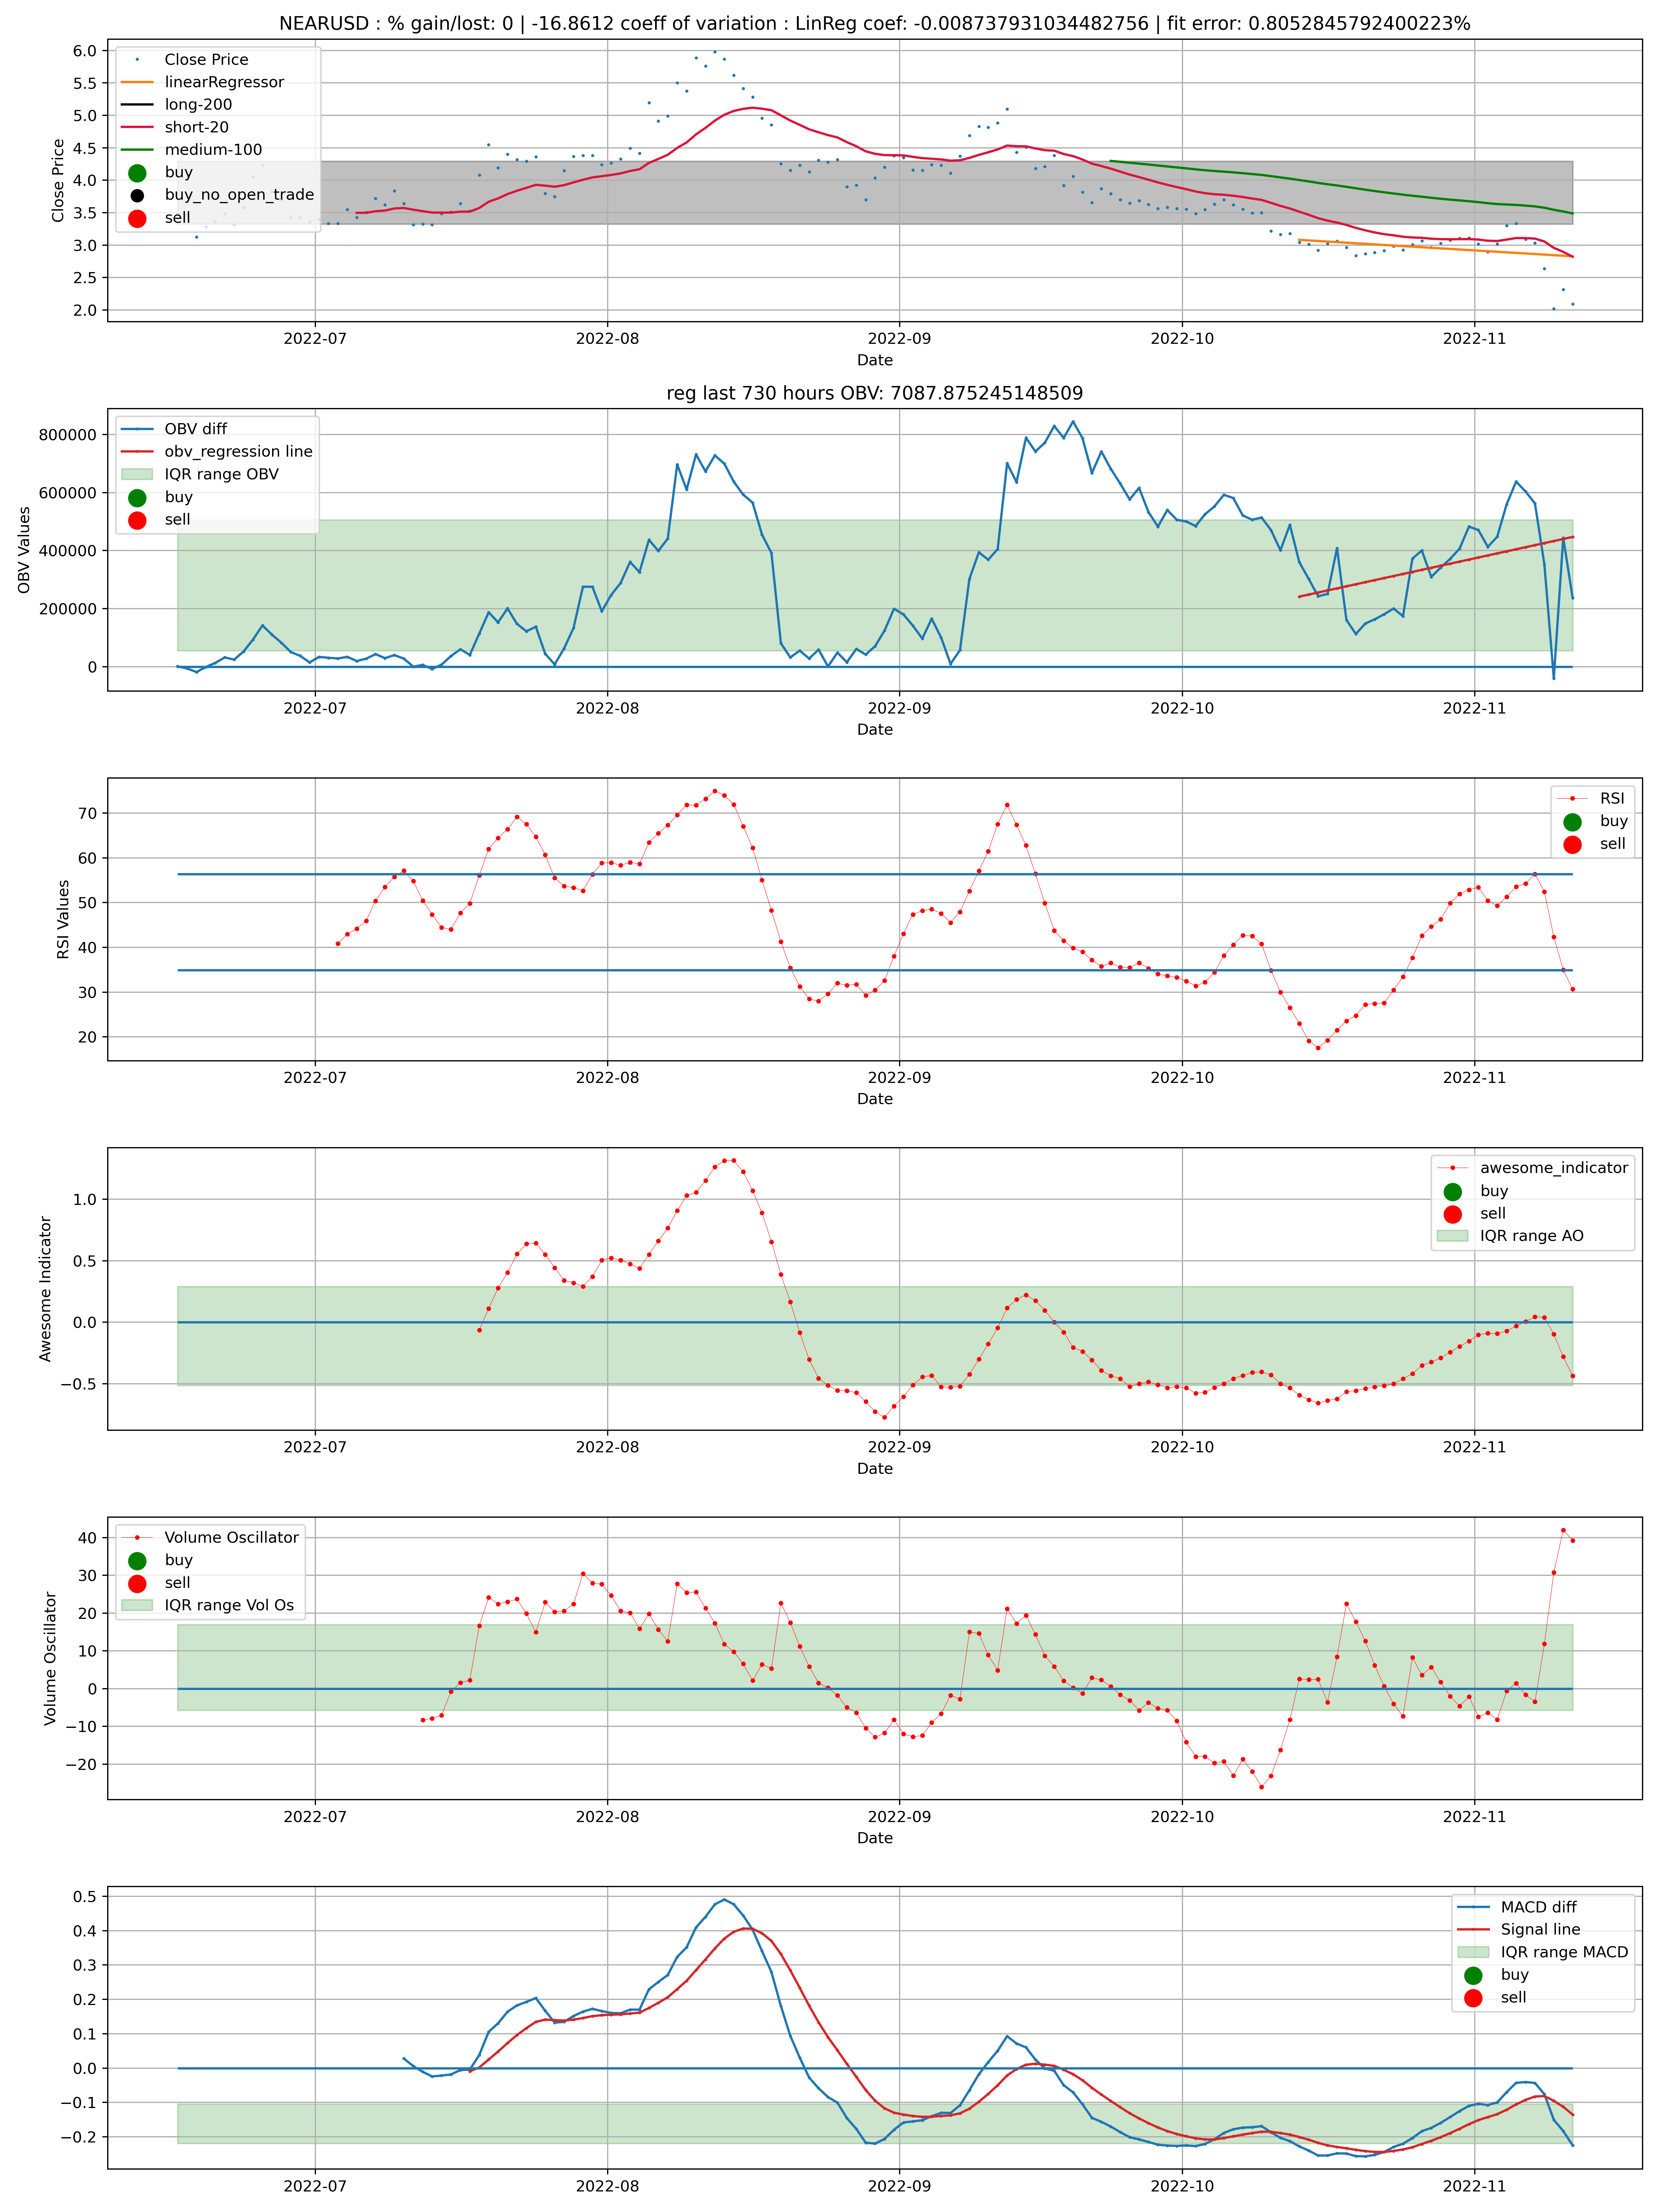 NEARUSD : % gain/lost: 0 | -16.8612 coeff of variation : LinReg coef: -0.008737931034482756 | fit error: 0.8052845792400223%
Close Price
linearRegressor
long-200
short-20
medium-100
buy
buy_no_open_trade
sell
Close Price
6.0
5.5
5.0
4.5
4.0
3.5
3.0
2.5
2.0
2022-07
2022-08
2022-09
2022-10
2022-11
Date
reg last 730 hours OBV: 7087.875245148509
OBV diff
obv_regression line
IQR range OBV
buy
sell
OBV Values
800000
600000
400000
200000
0
2022-07
2022-08
2022-09
2022-10
2022-11
Date
RSI
buy
sell
RSI Values
70
60
50
40
30
20
2022-07
2022-08
2022-09
2022-10
2022-11
Date
awesome_indicator
buy
sell
IQR range AO
Awesome Indicator
1.0
0.5
0.0
−0.5
2022-07
2022-08
2022-09
2022-10
2022-11
Date
Volume Oscillator
buy
sell
IQR range Vol Os
Volume Oscillator
40
30
20
10
0
−10
−20
2022-07
2022-08
2022-09
2022-10
2022-11
Date
MACD diff
Signal line
IQR range MACD
buy
sell
0.5
0.4
0.3
0.2
0.1
0.0
−0.1
−0.2
2022-07
2022-08
2022-09
2022-10
2022-11